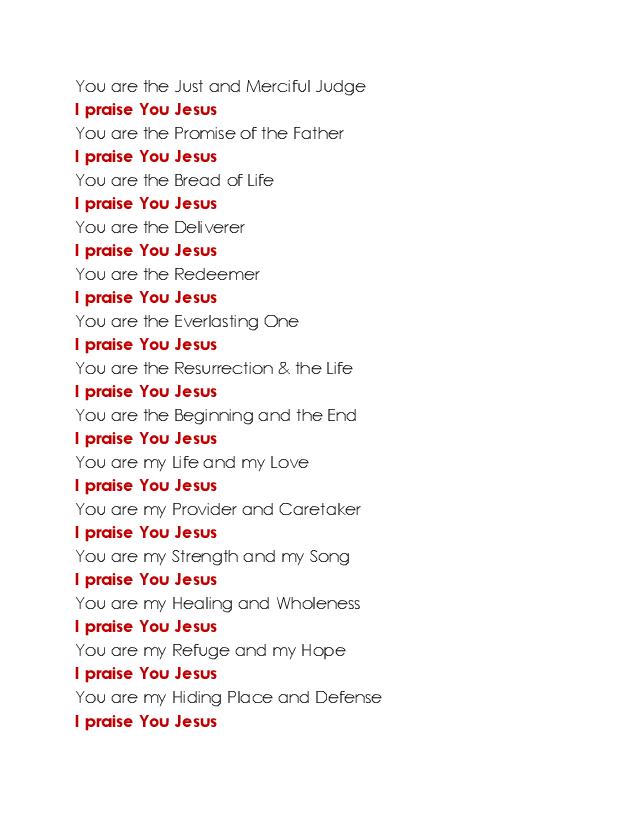 You are the Just and Merciful Judge
I praise You Jesus
You are the Promise of the Father
I praise You Jesus
You are the Bread of Life
I praise You Jesus
You are the Deliverer
I praise You Jesus
You are the Redeemer
I praise You Jesus
You are the Everlasting One
I praise You Jesus
You are the Resurrection & the Life
I praise You Jesus
You are the Beginning and the End
I praise You Jesus
You are my Life and my Love
I praise You Jesus
You are my Provider and Caretaker
I praise You Jesus
You are my Strength and my Song
I praise You Jesus
You are my Healing and Wholeness
I praise You Jesus
You are my Refuge and my Hope
I praise You Jesus
You are my Hiding Place and Defense
I praise You Jesus